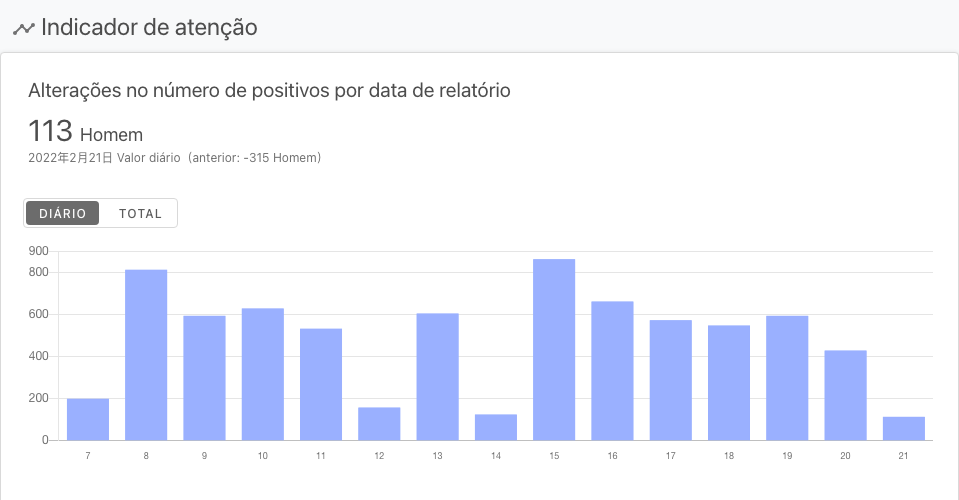 Indicador de atenção
Alterações no número de positivos por data de relatório
113 Homem
2022年2月21日 Valor diário (anterior: -315 Homem)
DIÁRIO TOTAL
900
800
600
400
200
0
7 8 9 10 11 12 13 14 15 16 17 18 19 20 21